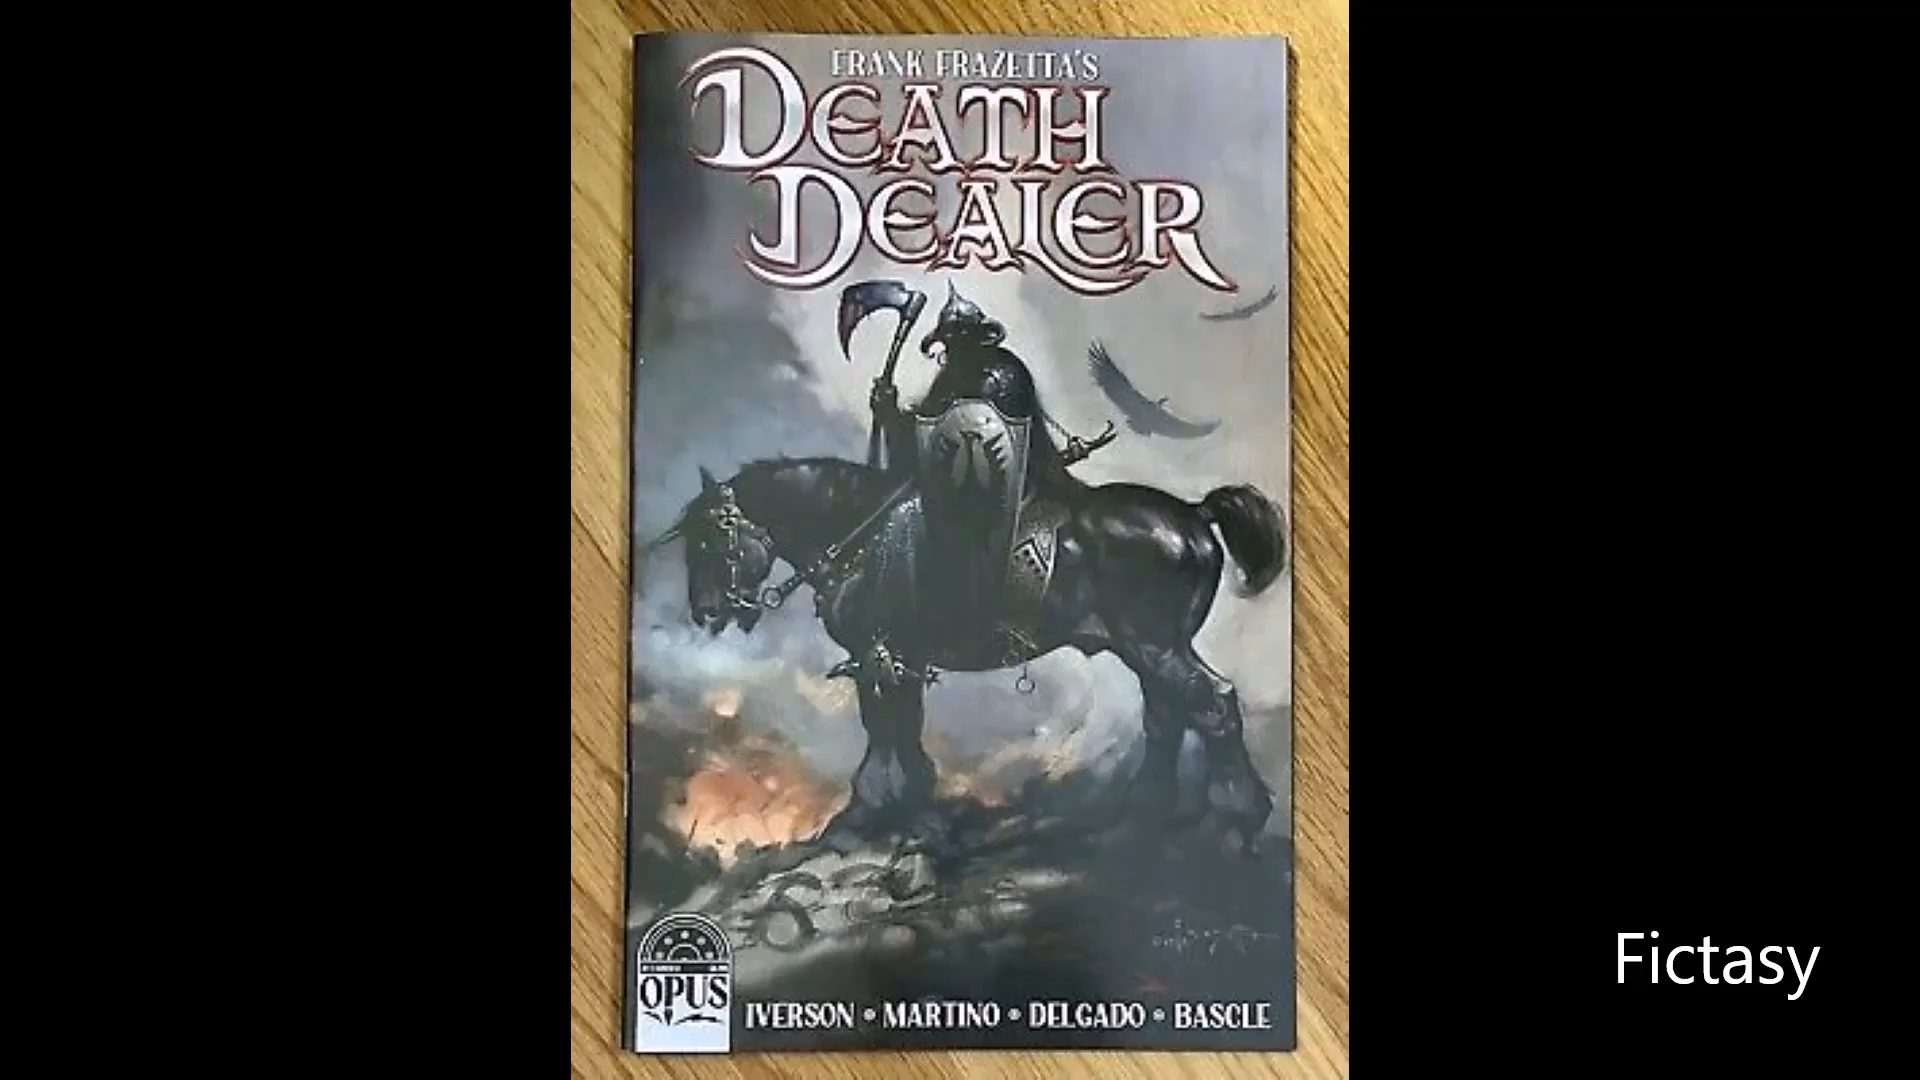 FRANK FRAZETTA'S
DEATH
DEALER
OPUS
IVERSON • MARTINO • DELGADO • BASCLE
Fictasy